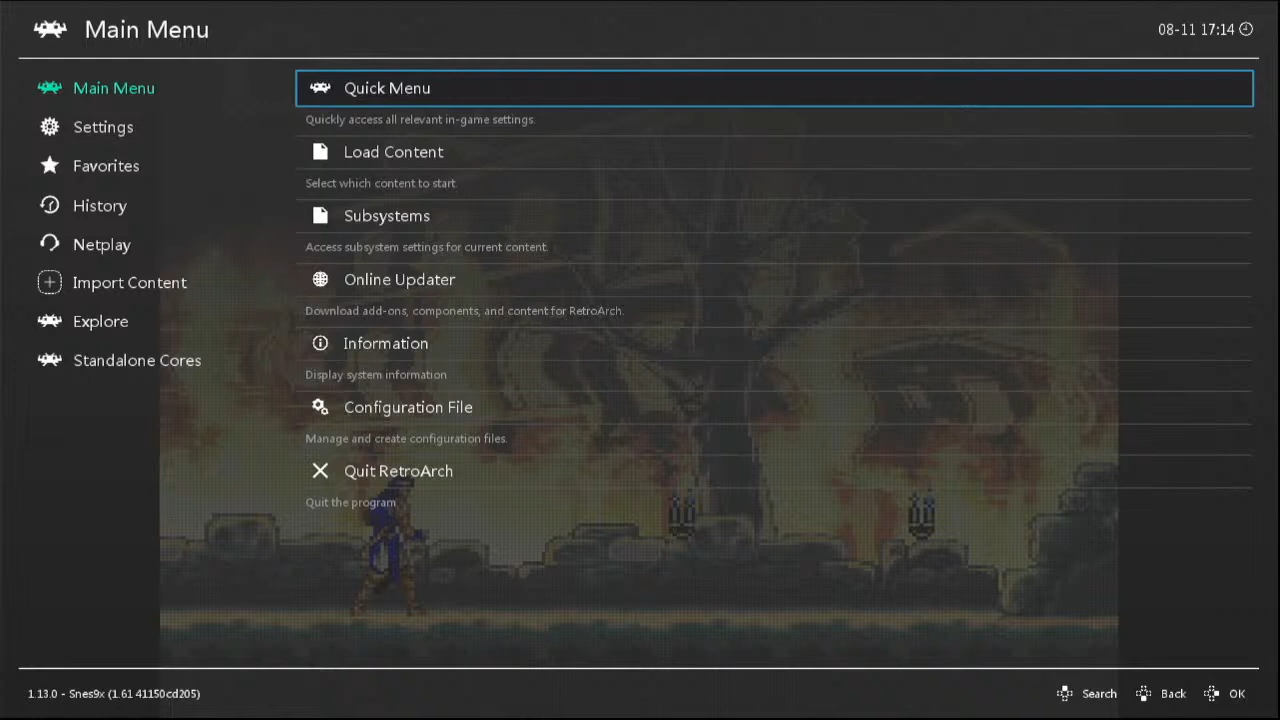 Main Menu
08-11 17:14
Main Menu
Settings
Favorites
History
Netplay
Import Content
Explore
Standalone Cores
Quick Menu
Quickly access all relevant in-game settings.
Load Content
Select which content to start.
Subsystems
Access subsystem settings for current content.
Online Updater
Download add-ons, components, and content for RetroArch.
Information
Display system information
Configuration File
Manage and create configuration files.
Quit RetroArch
Quit the program
1.13.0 - Snes9x (1.61 41150cd205)
Search Back OK